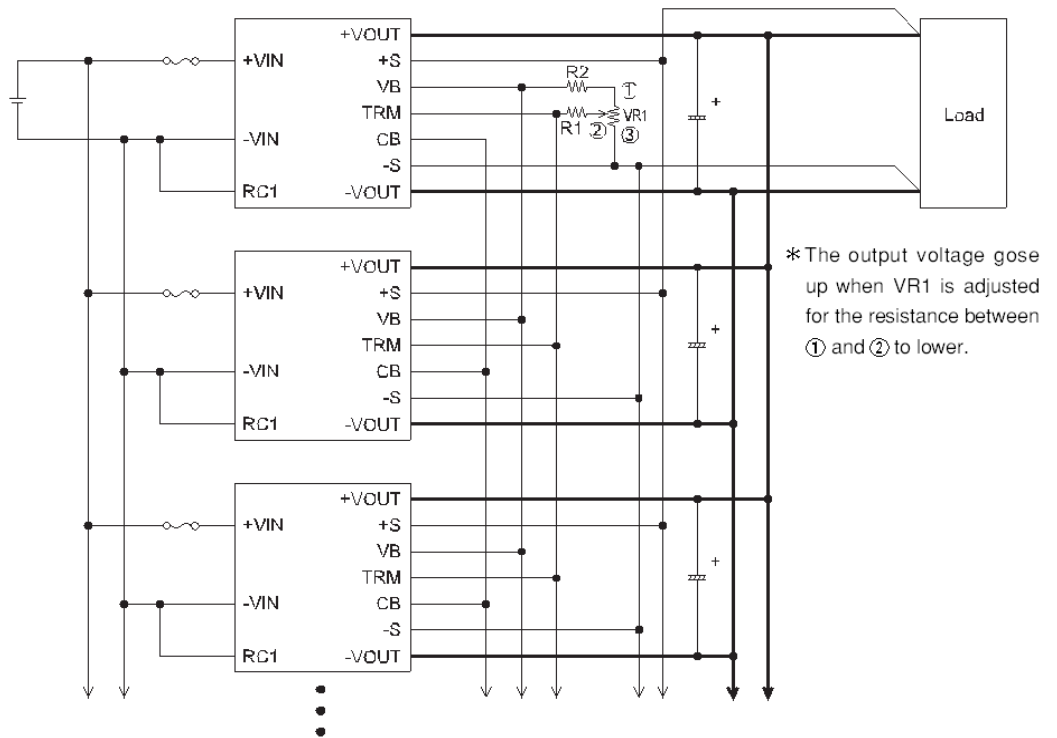 +VOUT
+VIN
+S
VB
TRM
CB
-VIN
-S
RC1
-VOUT
R2
①
R1
②
VR1
③
+
Load
* The output voltage gose
up when VR1 is adjusted
for the resistance between
① and ② to lower.
+VOUT
+VIN
+S
VB
TRM
CB
-VIN
-S
RC1
-VOUT
+
+VOUT
+VIN
+S
VB
TRM
CB
-VIN
-S
RC1
-VOUT
+